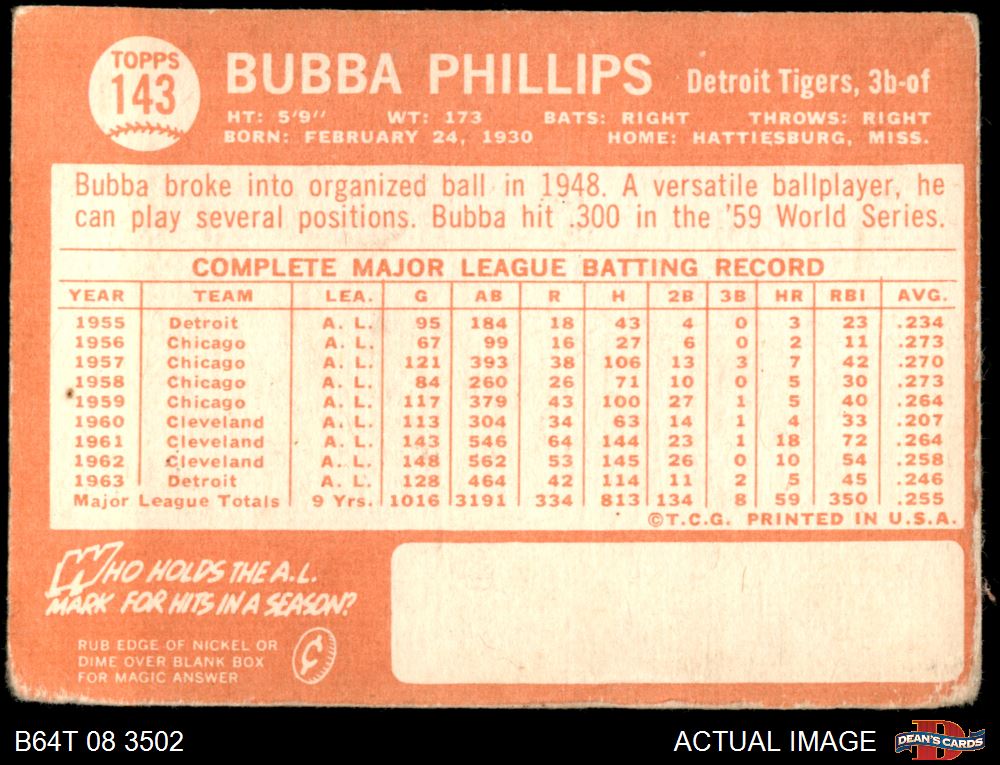 TOPPS
143
BUBBA PHILLIPS Detroit Tigers, 3b-of
HT: 5'9" WT: 173 BATS: RIGHT THROWS: RIGHT
BORN: FEBRUARY 24, 1930 HOME: HATTIESBURG, MISS.
Bubba broke into organized ball in 1948. A versatile ballplayer, he
can play several positions. Bubba hit .300 in the '59 World Series.
COMPLETE MAJOR LEAGUE BATTING RECORD
YEAR TEAM LEA. G AB R H 2B 3B HR RBI AVG.
1955 Detroit A. L. 95 184 18 43 4 0 3 23 .234
1956 Chicago A. L. 67 99 16 27 6 0 2 11 .273
1957 Chicago A. L. 121 393 38 106 13 3 7 42 .270
1958 Chicago A. L. 84 260 26 71 10 0 5 30 .273
1959 Chicago A. L. 117 379 43 100 27 1 5 40 .264
1960 Cleveland A. L. 113 304 34 63 14 1 4 33 .207
1961 Cleveland A. L. 143 546 64 144 23 1 18 72 .264
1962 Cleveland A. L. 148 562 53 145 26 0 10 54 .258
1963 Detroit A. L. 128 464 42 114 11 2 5 45 .246
Major League Totals 9 Yrs. 1016 3191 334 813 134 8 59 350 .255
©T.C.G. PRINTED IN U.S.A.
WHO HOLDS THE A.L.
MARK FOR HITS IN A SEASON?
RUB EDGE OF NICKEL OR
DIME OVER BLANK BOX
FOR MAGIC ANSWER
¢
B64T 08 3502 ACTUAL IMAGE DEAN'S CARDS